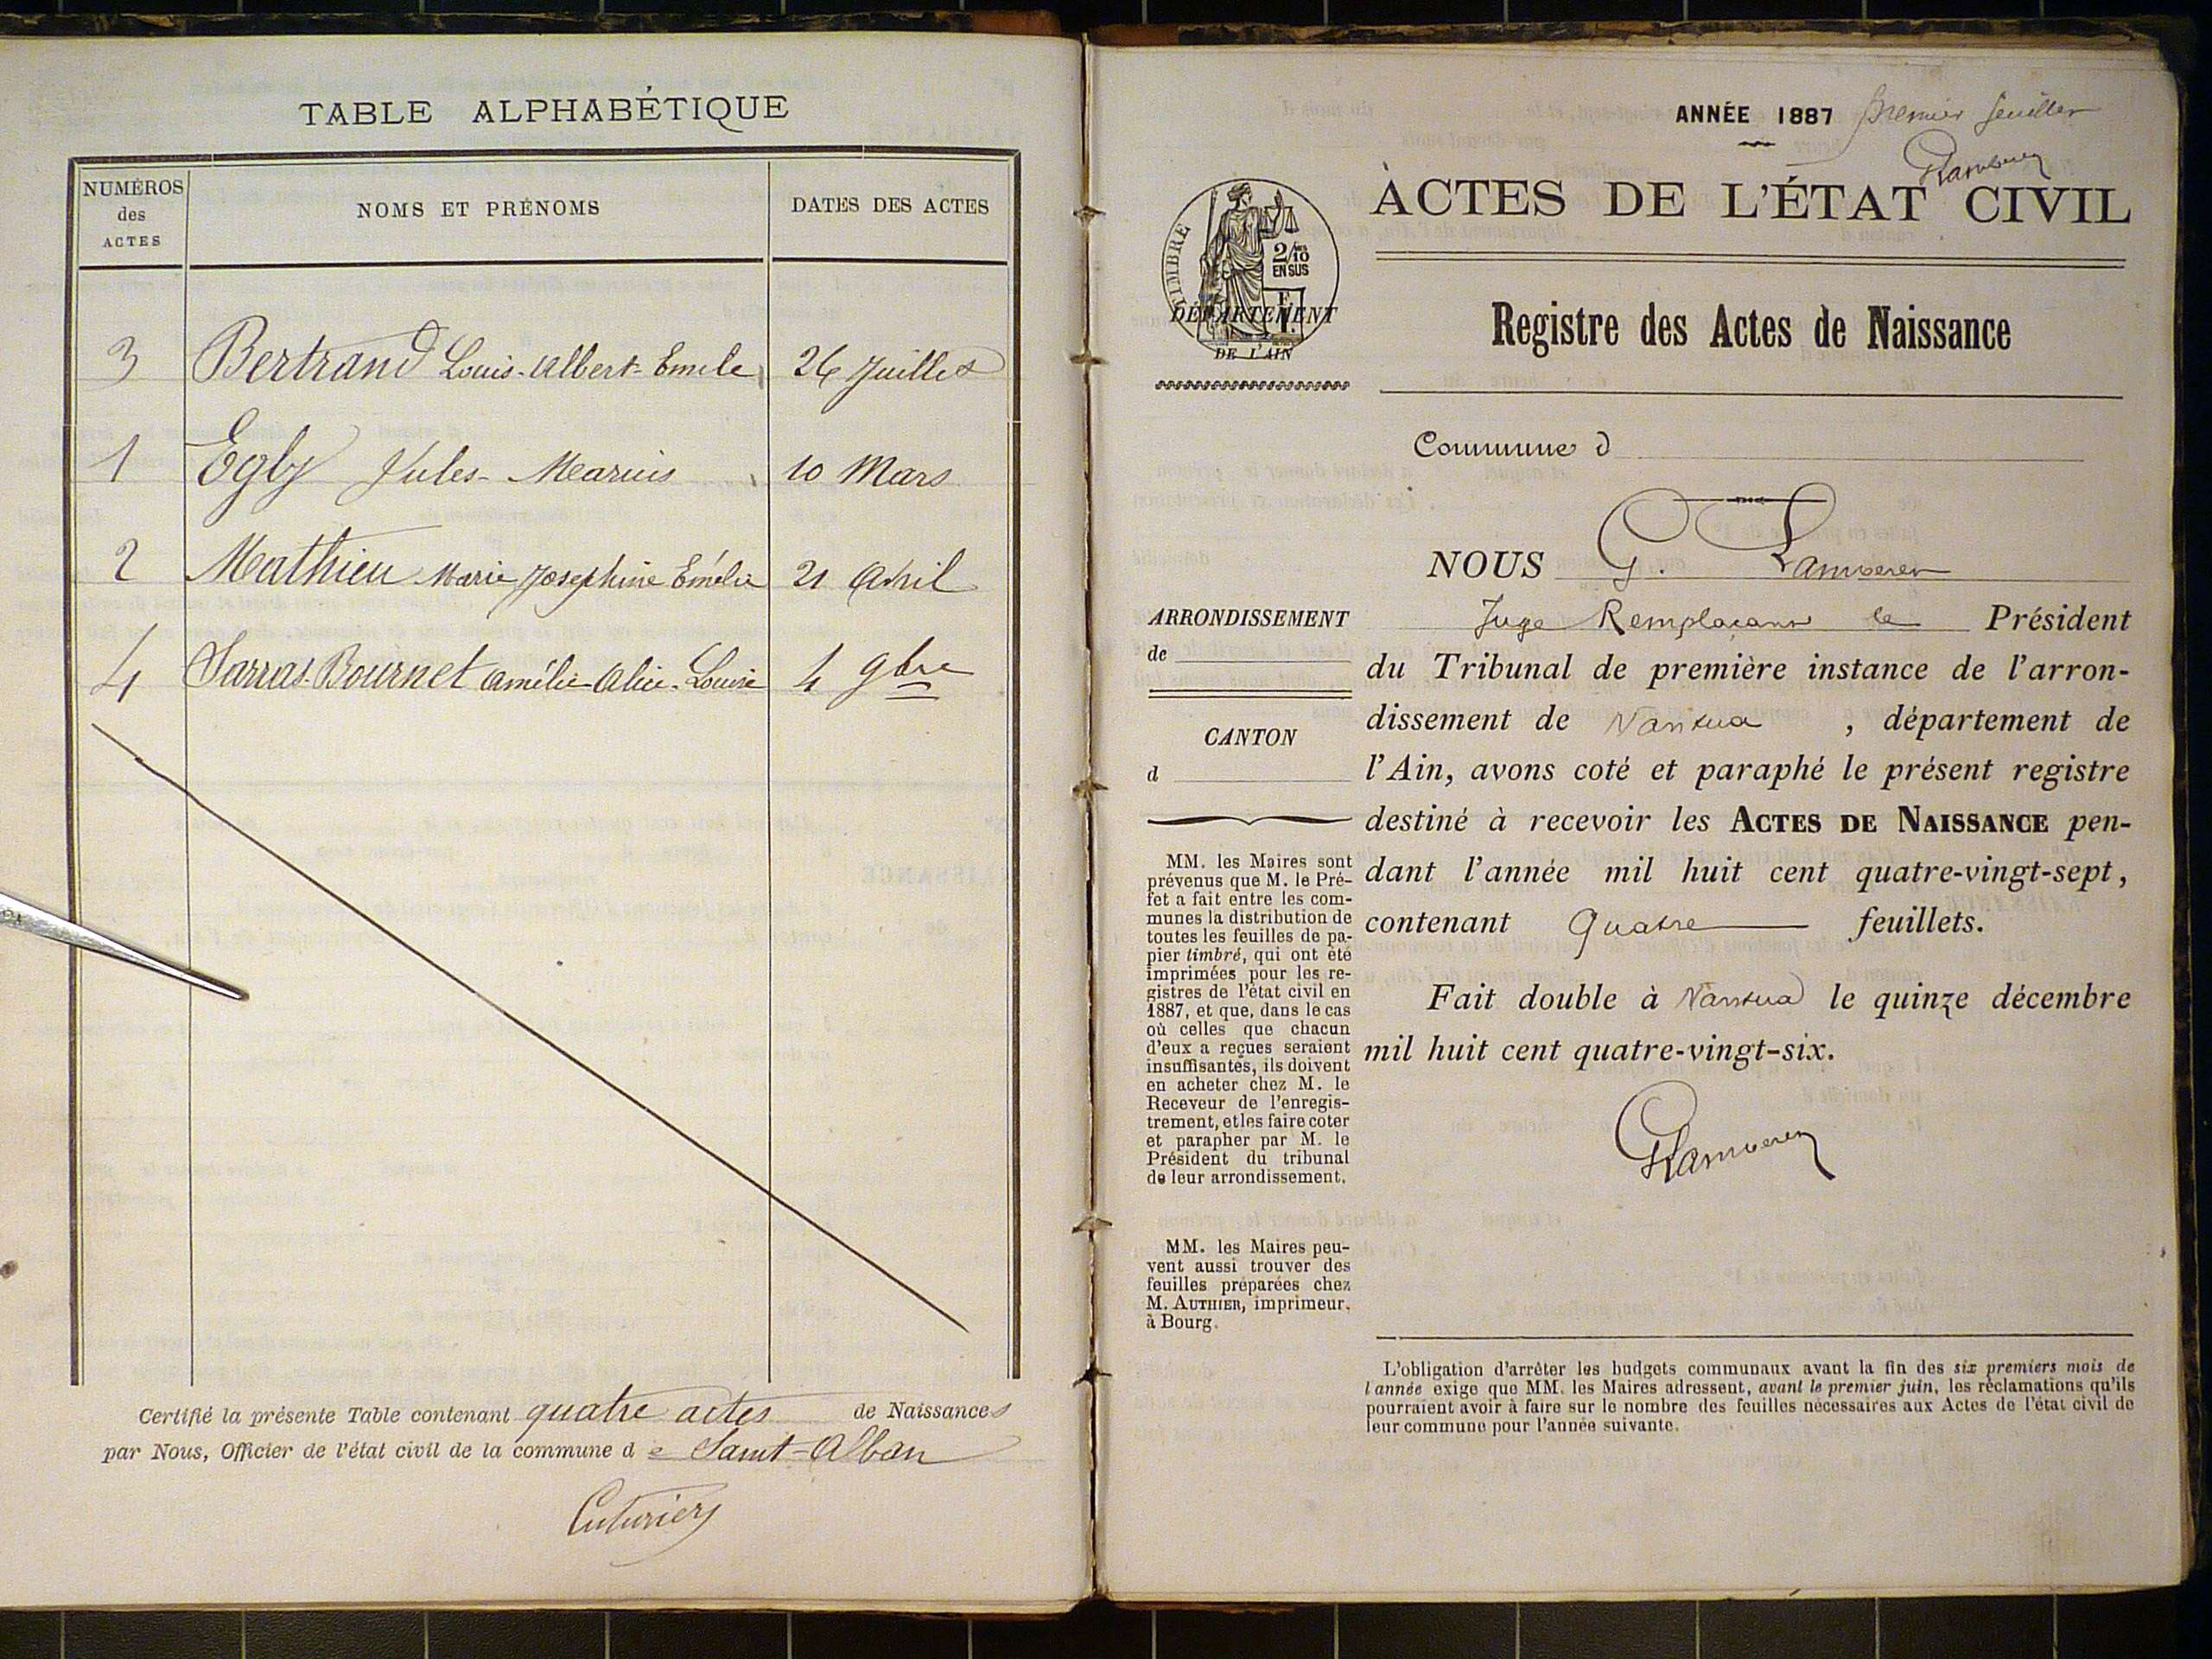 TABLE ALPHABÉTIQUE
NUMÉROS
des
ACTES
NOMS ET PRÉNOMS
DATES DES ACTES
3 Bertrand Louis-Albert-Emile 26 Juillet
1 Egly Jules-Marius 10 Mars
2 Mathieu Marie Josephine Emélie 21 Avril
4 Sarras-Bournet Amélie-Alice-Louise 4 9bre
Certifié la présente Table contenant quatre actes de Naissances
par Nous, Officier de l'état civil de la commune de Saint-Alban
ANNÉE 1887 premier feuillet
ACTES DE L'ÉTAT CIVIL
TIMBRE
2/10
EN SUS
DÉPARTEMENT
DE L'AIN
Registre des Actes de Naissance
Commune d
NOUS G.
Juge Remplaçant le Président
du Tribunal de première instance de l'arron-
dissement de Nantua, département de
l'Ain, avons coté et paraphé le présent registre
destiné à recevoir les ACTES DE NAISSANCE pen-
dant l'année mil huit cent quatre-vingt-sept,
contenant Quatre feuillets.
Fait double à Nantua le quinze décembre
mil huit cent quatre-vingt-six.
ARRONDISSEMENT
de
CANTON
d
MM. les Maires sont
prévenus que M. le Pré-
fet a fait entre les com-
munes la distribution de
toutes les feuilles de pa-
pier timbré, qui ont été
imprimées pour les re-
gistres de l'état civil en
1887, et que, dans le cas
où celles que chacun
d'eux a reçues seraient
insuffisantes, ils doivent
en acheter chez M. le
Receveur de l'enregis-
trement, et les faire coter
et parapher par M. le
Président du tribunal
de leur arrondissement.
MM. les Maires peu-
vent aussi trouver des
feuilles préparées chez
M. AUTHIER, imprimeur,
à Bourg.
L'obligation d'arrêter les budgets communaux avant la fin des six premiers mois de
l'année exige que MM. les Maires adressent, avant le premier juin, les réclamations qu'ils
pourraient avoir à faire sur le nombre des feuilles nécessaires aux Actes de l'état civil de
leur commune pour l'année suivante.